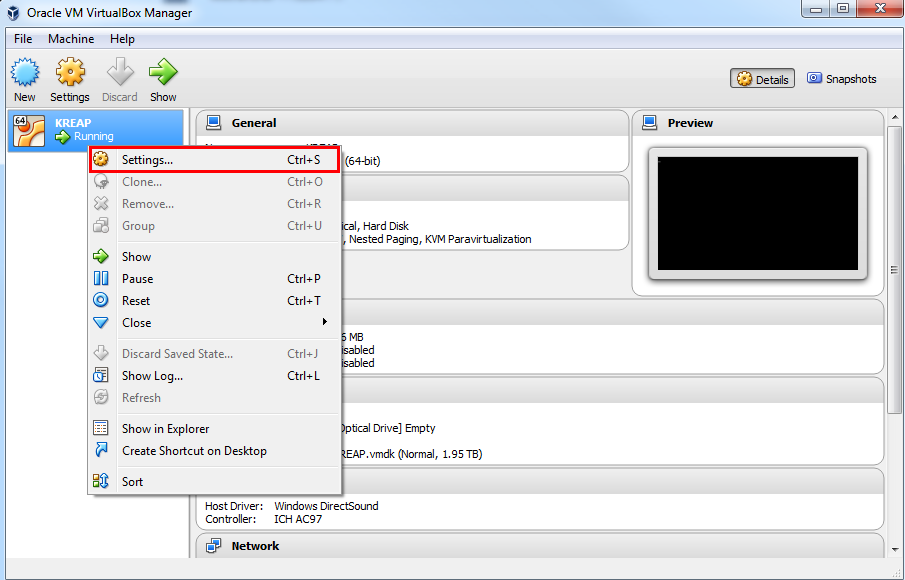 Oracle VM VirtualBox Manager
File Machine Help
New Settings Discard Show
Details Snapshots
64 KREAP
Running
General
Preview
(64-bit)
Settings... Ctrl+S
Clone... Ctrl+O
Remove... Ctrl+R
Group Ctrl+U
Show
Pause Ctrl+P
Reset Ctrl+T
Close
Discard Saved State... Ctrl+J
Show Log... Ctrl+L
Refresh
Show in Explorer
Create Shortcut on Desktop
Sort
ical, Hard Disk
, Nested Paging, KVM Paravirtualization
6 MB
isabled
isabled
Optical Drive] Empty
REAP.vmdk (Normal, 1.95 TB)
Host Driver: Windows DirectSound
Controller: ICH AC97
Network